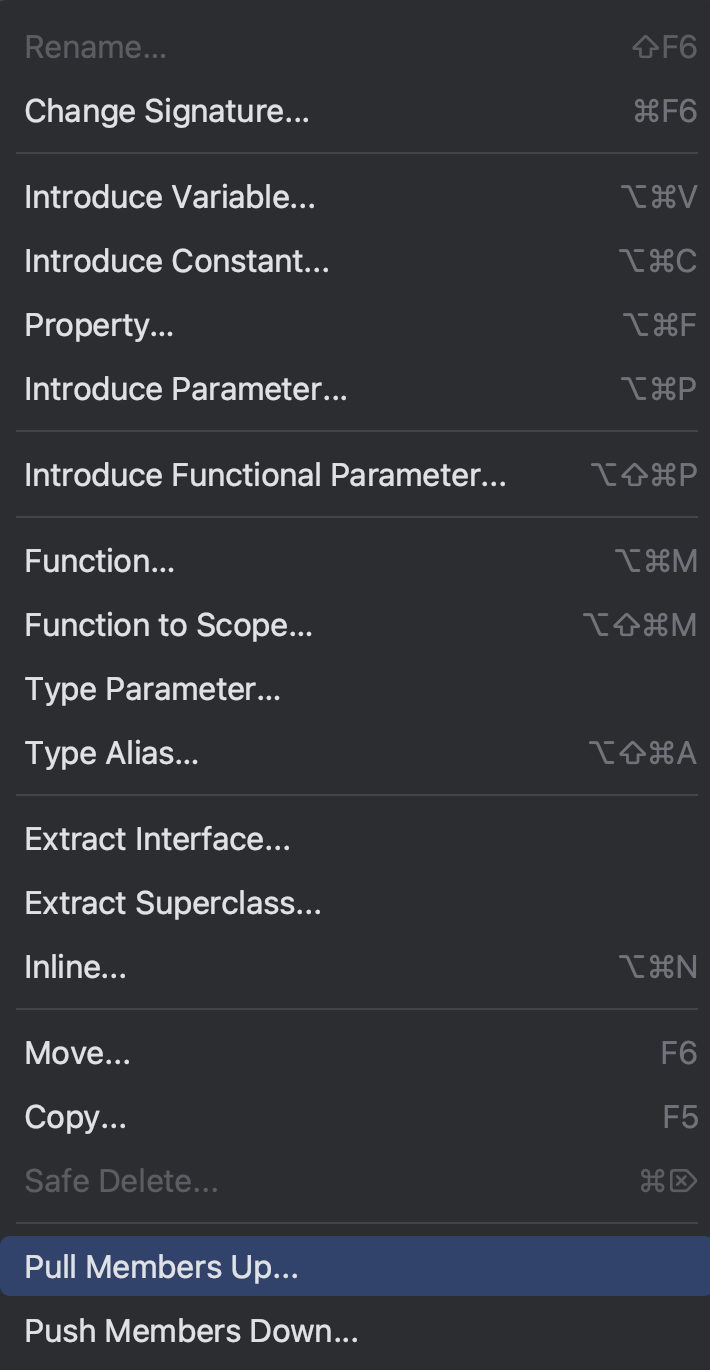 Rename... ⇧F6
Change Signature... ⌘F6
Introduce Variable... ⌥⌘V
Introduce Constant... ⌥⌘C
Property... ⌥⌘F
Introduce Parameter... ⌥⌘P
Introduce Functional Parameter... ⌥⇧⌘P
Function... ⌥⌘M
Function to Scope... ⌥⇧⌘M
Type Parameter...
Type Alias... ⌥⇧⌘A
Extract Interface...
Extract Superclass...
Inline... ⌥⌘N
Move... F6
Copy... F5
Safe Delete... ⌘⌦
Pull Members Up...
Push Members Down...